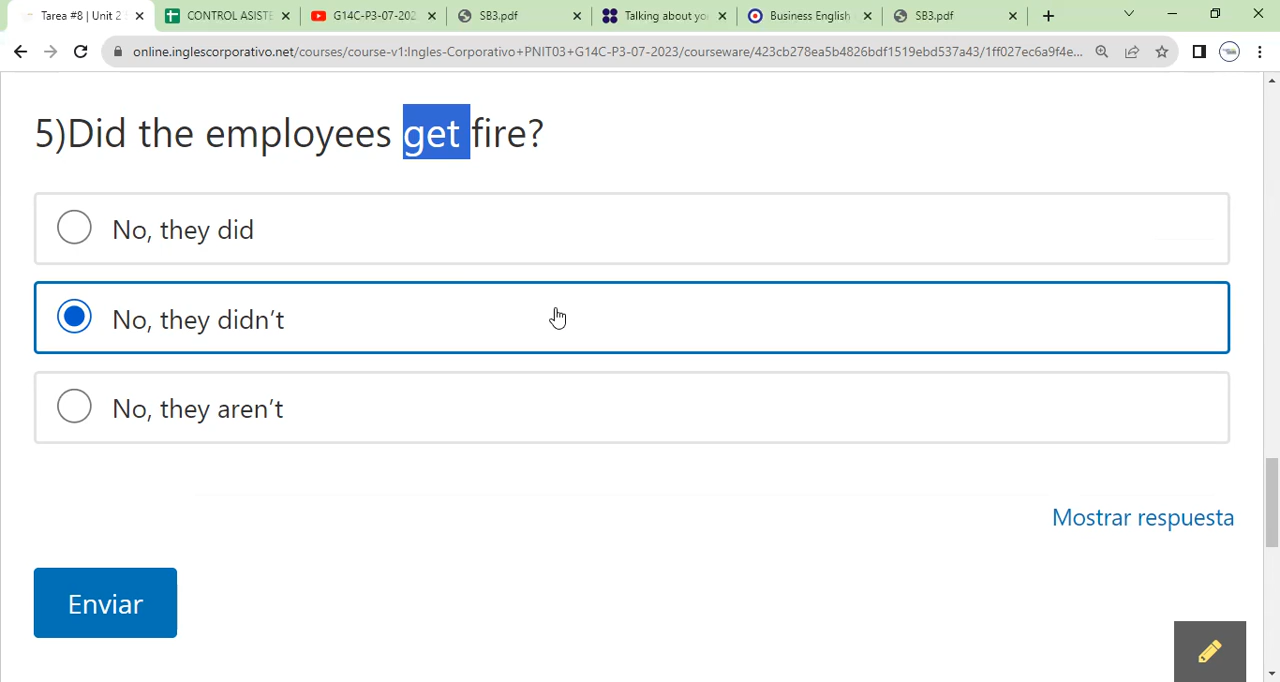 Tarea #8 | Unit 2
CONTROL ASISTE
G14C-P3-07-202
SB3.pdf
Talking about yo
Business English
SB3.pdf
online.inglescorporativo.net/courses/course-v1:Ingles-Corporativo+PNIT03+G14C-P3-07-2023/courseware/423cb278ea5b4826bdf1519ebd537a43/1ff027ec6a9f4e...
5)Did the employees get fire?
No, they did
No, they didn't
No, they aren't
Mostrar respuesta
Enviar